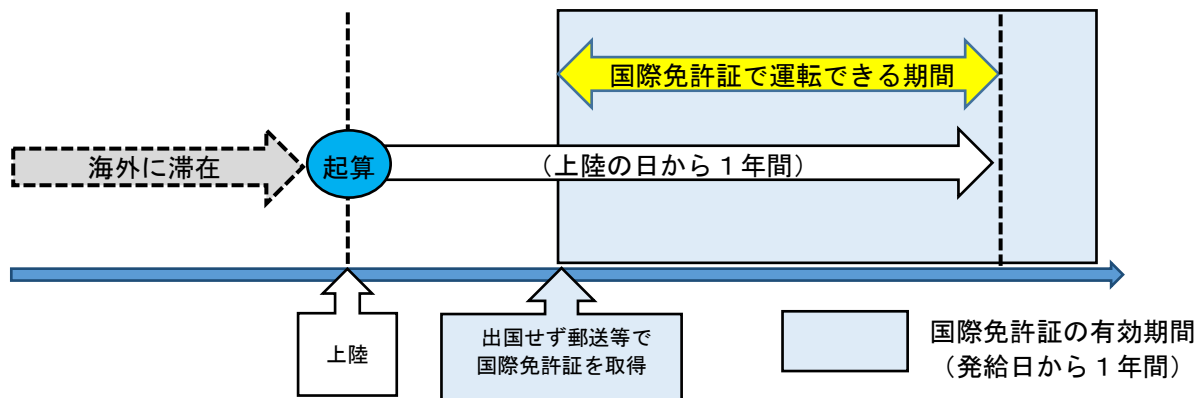 国際免許証で運転できる期間
海外に滞在
起算
（上陸の日から１年間）
上陸
出国せず郵送等で
国際免許証を取得
国際免許証の有効期間
（発給日から１年間）